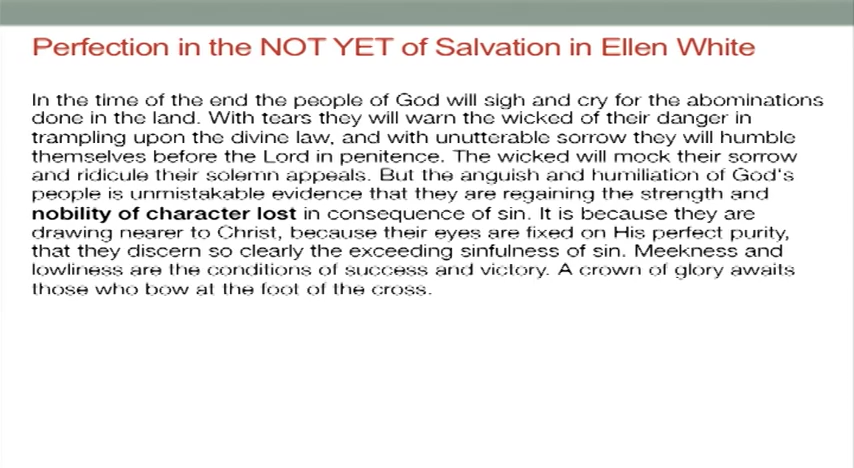 Perfection in the NOT YET of Salvation in Ellen White
In the time of the end the people of God will sigh and cry for the abominations
done in the land. With tears they will warn the wicked of their danger in
trampling upon the divine law, and with unutterable sorrow they will humble
themselves before the Lord in penitence. The wicked will mock their sorrow
and ridicule their solemn appeals. But the anguish and humiliation of God's
people is unmistakable evidence that they are regaining the strength and
nobility of character lost in consequence of sin. It is because they are
drawing nearer to Christ, because their eyes are fixed on His perfect purity,
that they discern so clearly the exceeding sinfulness of sin. Meekness and
lowliness are the conditions of success and victory. A crown of glory awaits
those who bow at the foot of the cross.